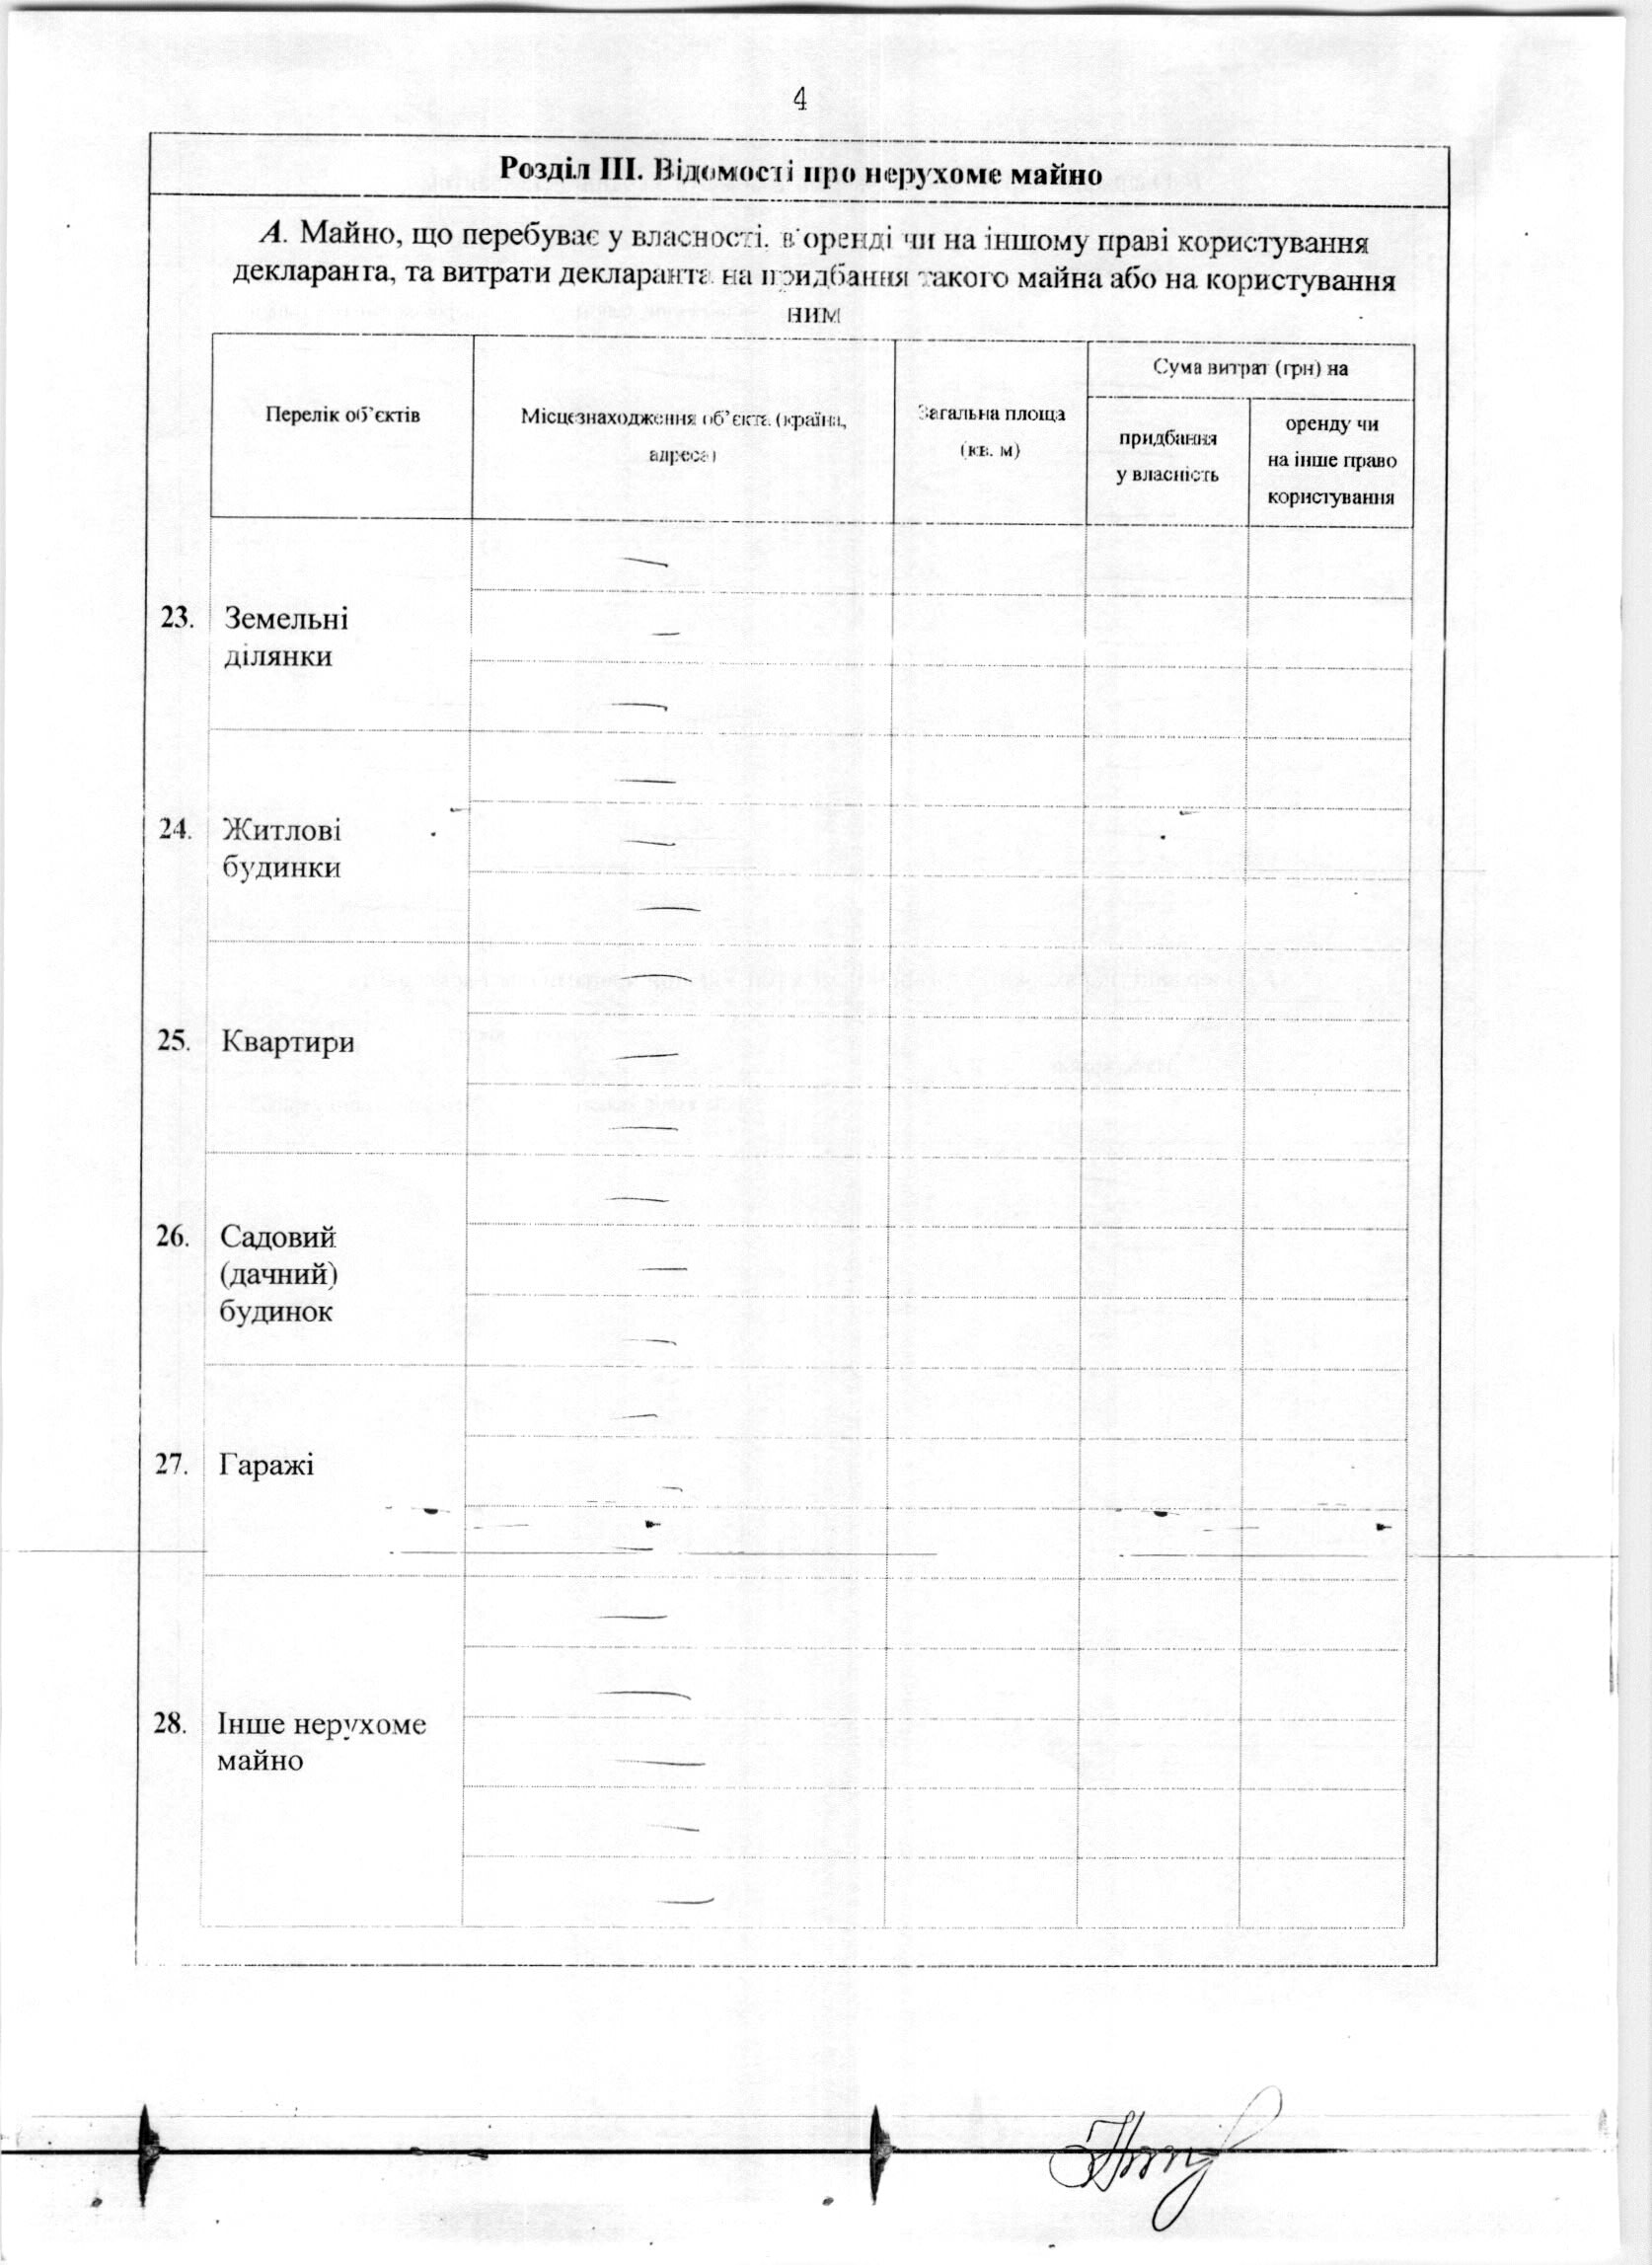 4
Розділ III. Відомості про нерухоме майно
А. Майно, що перебуває у власності, в оренді чи на іншому праві користування
декларанта, та витрати декларанта на придбання такого майна або на користування
ним
Перелік об’єктів
Місцезнаходження об’єкта (країна,
адреса)
Загальна площа
(кв. м)
Сума витрат (грн) на
придбання
у власність
оренду чи
на інше право
користування
—
23. Земельні
ділянки
—
—
—
24. Житлові
будинки
—
—
—
25. Квартири
—
—
—
26. Садовий
(дачний)
будинок
—
—
—
27. Гаражі
—
—
—
—
28. Інше нерухоме
майно
—
—
—